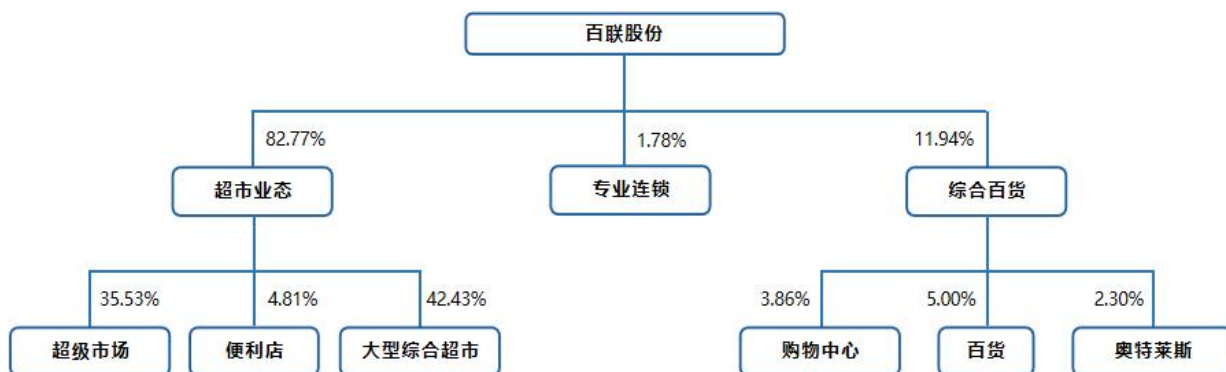 百联股份
82.77%
1.78%
11.94%
超市业态
专业连锁
综合百货
35.53%
4.81%
42.43%
3.86%
5.00%
2.30%
超级市场
便利店
大型综合超市
购物中心
百货
奥特莱斯